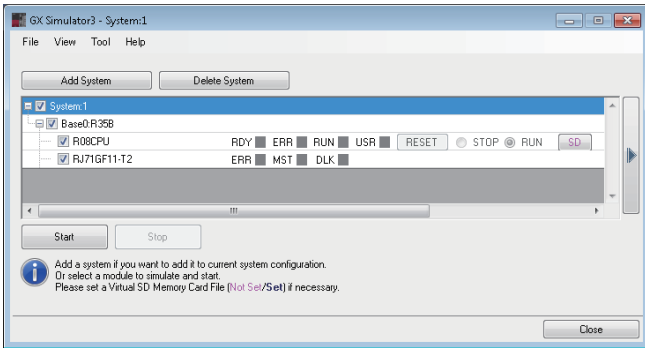 GX Simulator3 - System:1
File View Tool Help
Add System Delete System
System:1
Base0:R35B
R08CPU RDY ERR RUN USR RESET STOP RUN SD
RJ71GF11-T2 ERR MST DLK
Start Stop
Add a system if you want to add it to current system configuration.
Or select a module to simulate and start.
Please set a Virtual SD Memory Card File (Not Set/Set) if necessary.
Close